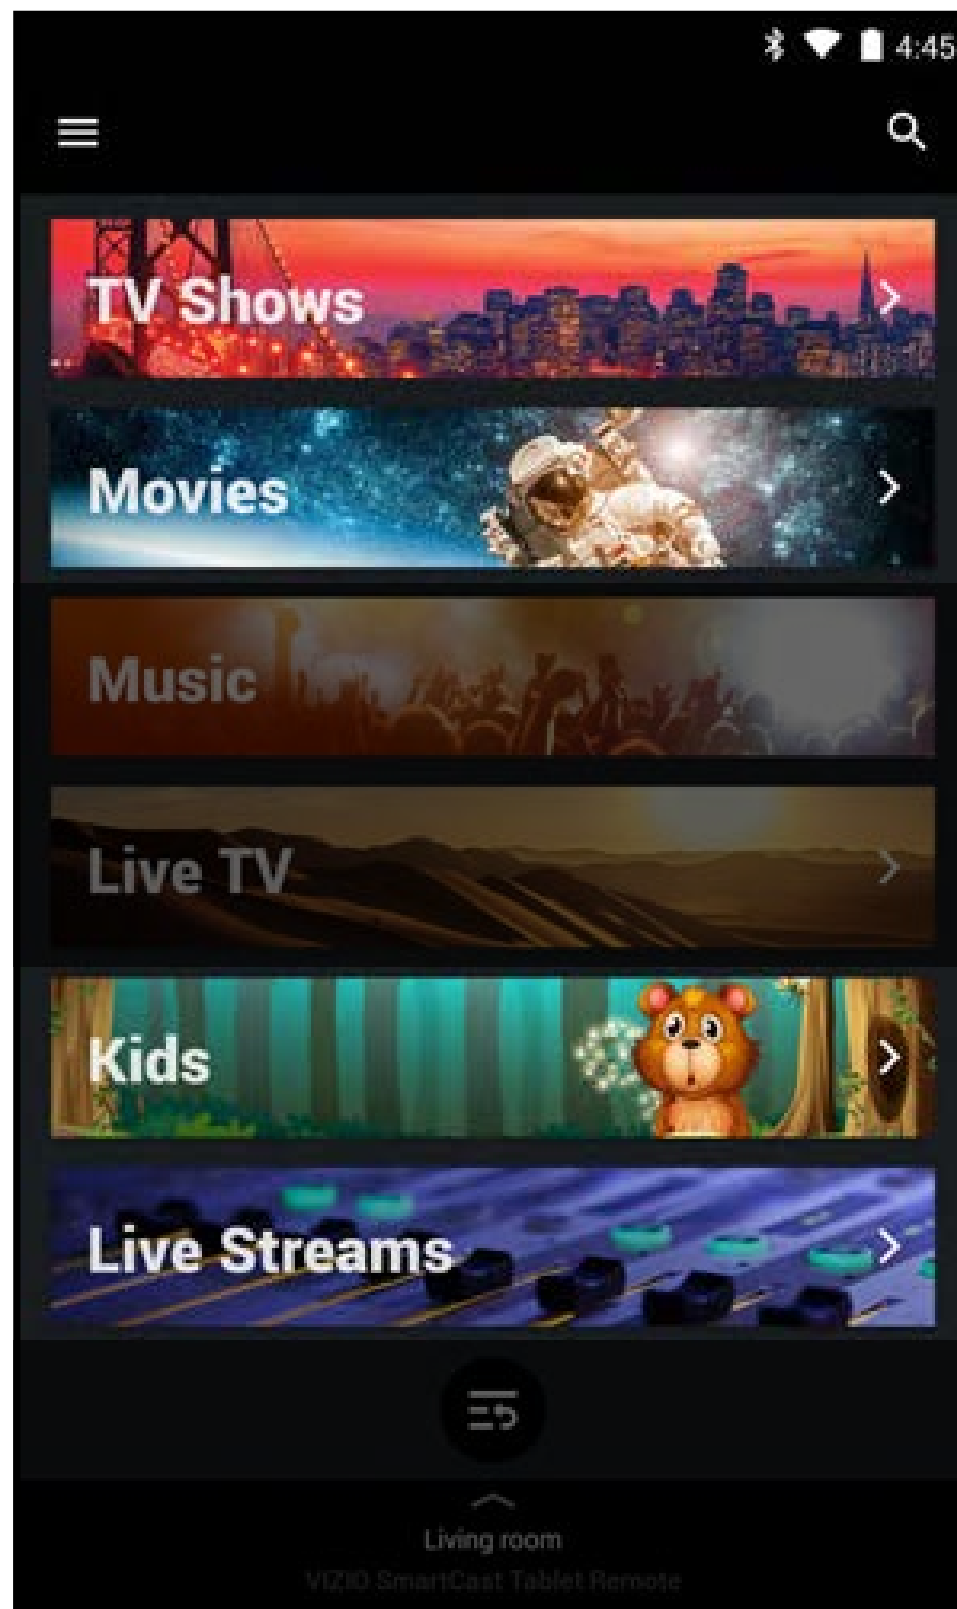 4:45
TV Shows
Movies
Music
Live TV
Kids
Live Streams
Living room
VIZIO SmartCast Tablet Remote